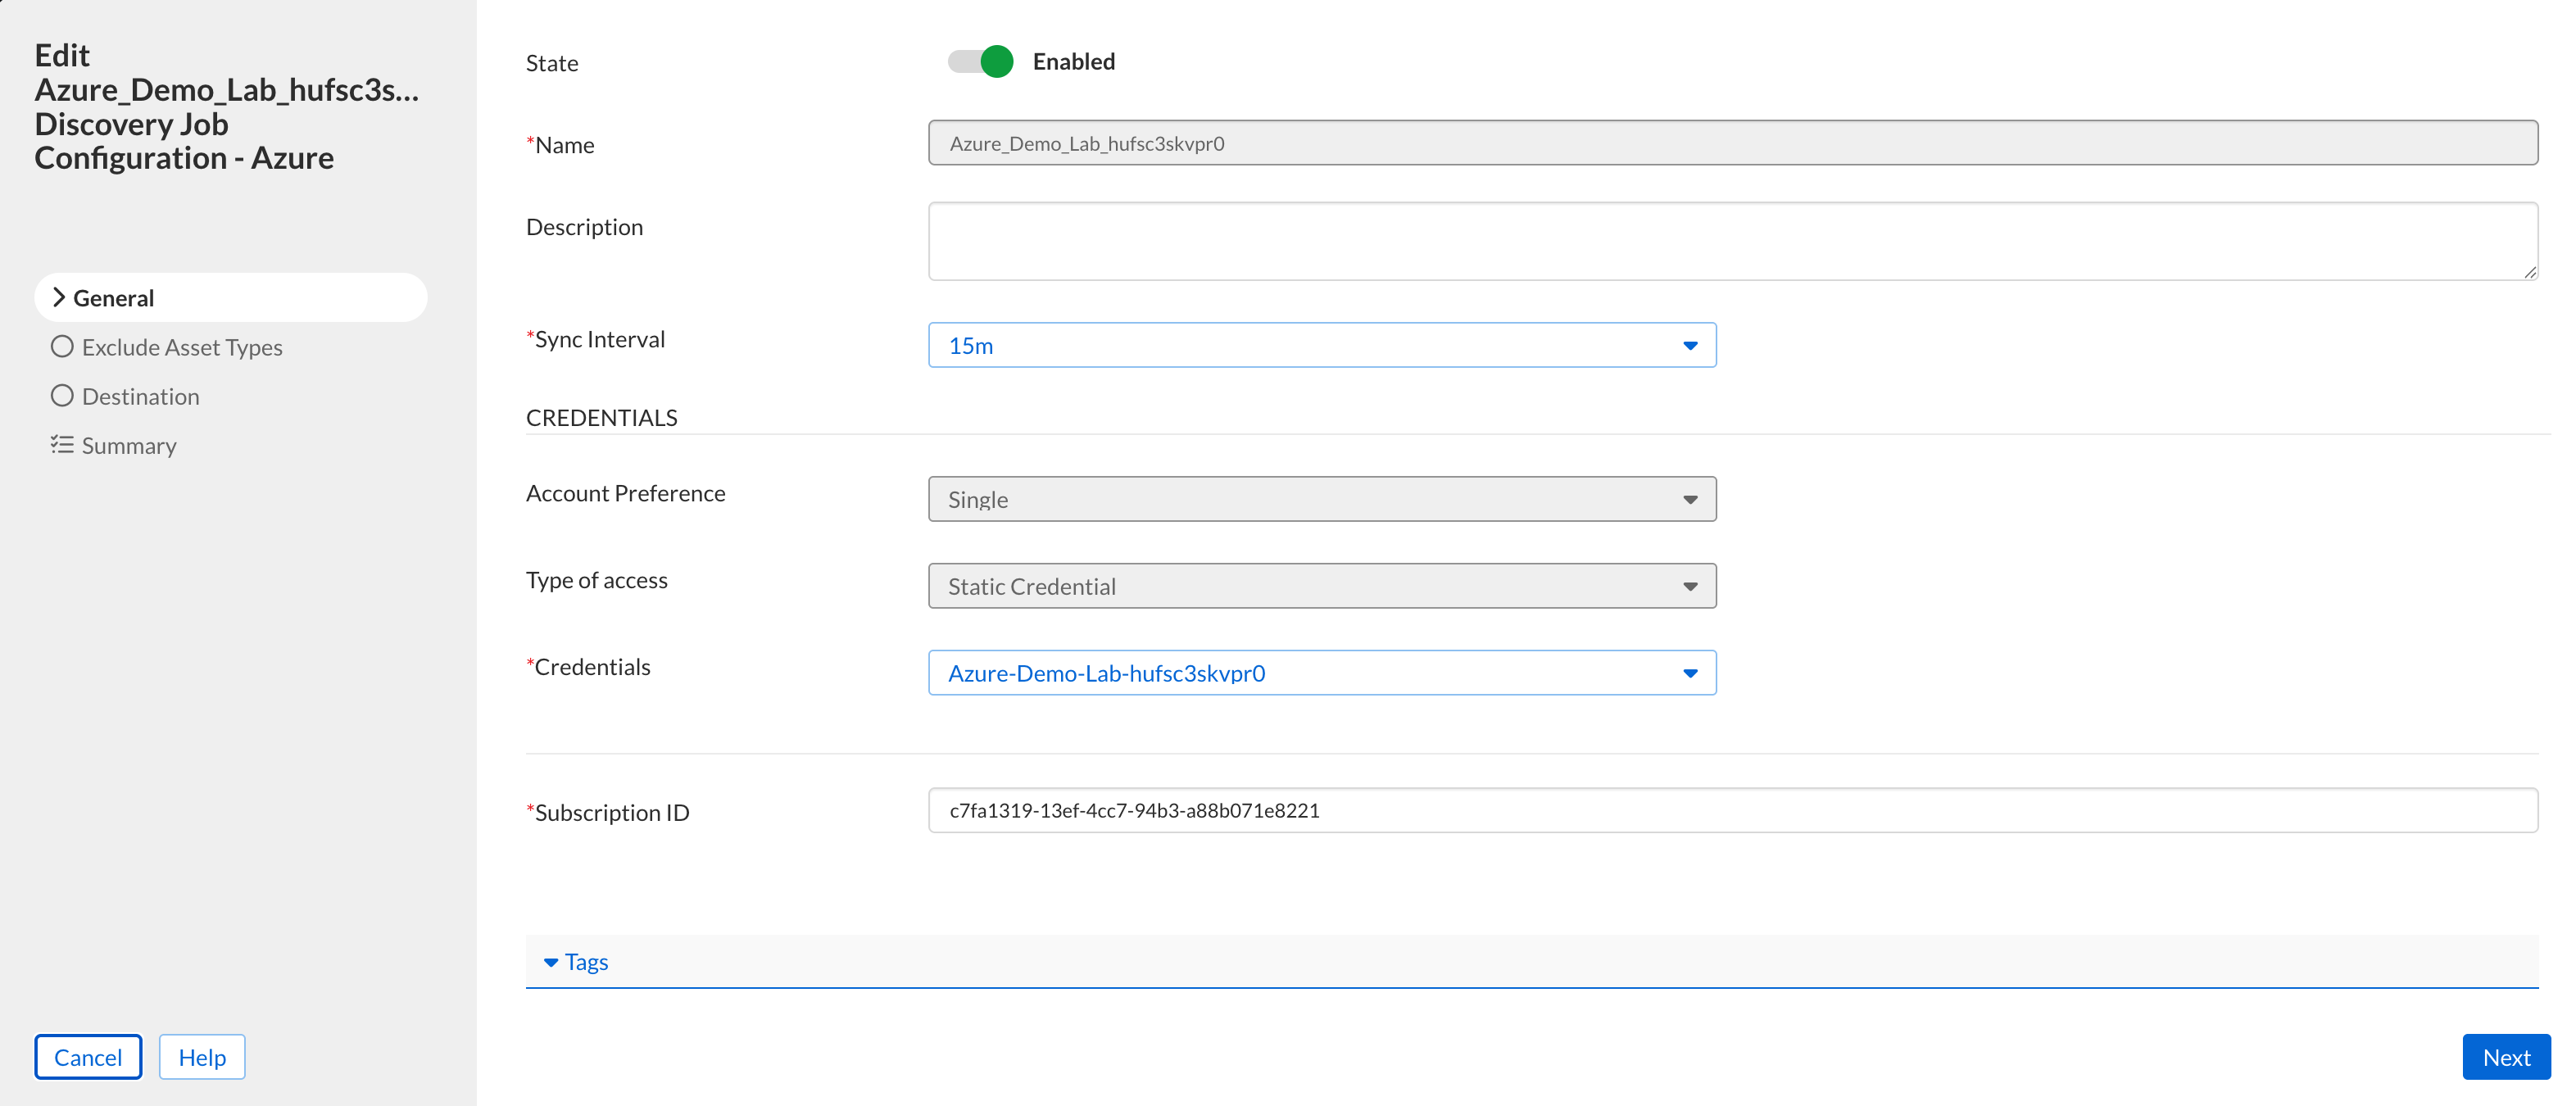 Edit
Azure_Demo_Lab_hufsc3s...
Discovery Job
Configuration - Azure
General
Exclude Asset Types
Destination
Summary
Cancel
Help
State
Enabled
*Name
Azure_Demo_Lab_hufsc3skvpr0
Description
*Sync Interval
15m
CREDENTIALS
Account Preference
Single
Type of access
Static Credential
*Credentials
Azure-Demo-Lab-hufsc3skvpr0
*Subscription ID
c7fa1319-13ef-4cc7-94b3-a88b071e8221
Tags
Next